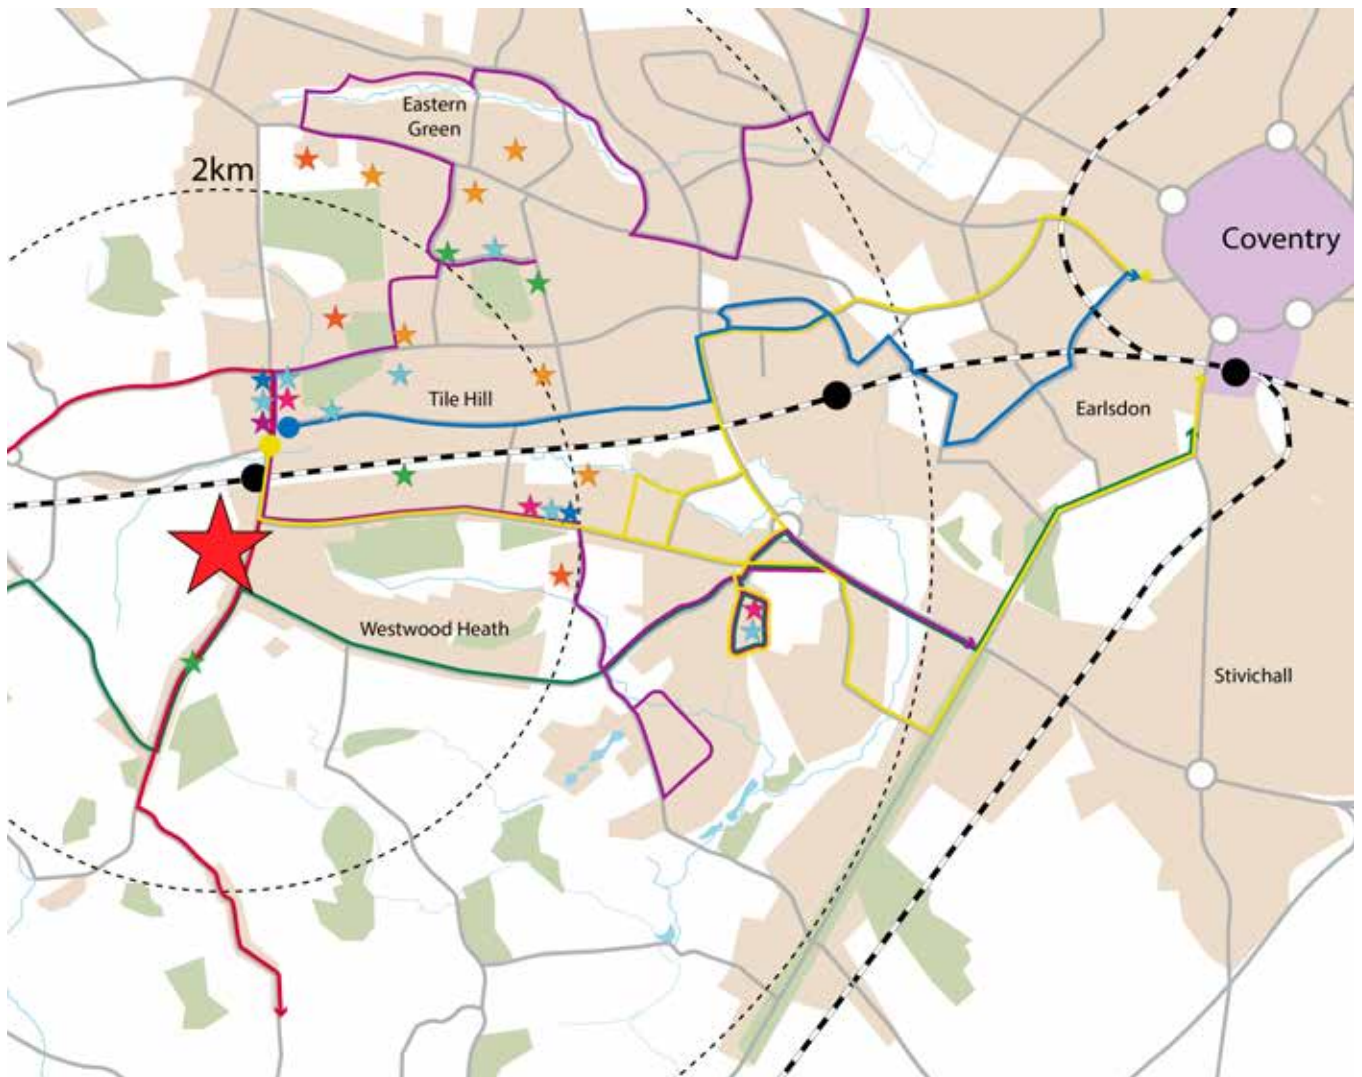 Eastern
Green
2km
Coventry
Tile Hill
Earlsdon
Westwood Heath
Stivichall